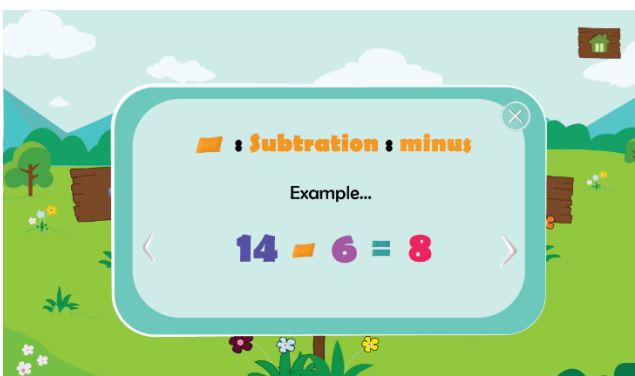 - : Subtration : minus
Example...
14 - 6 = 8